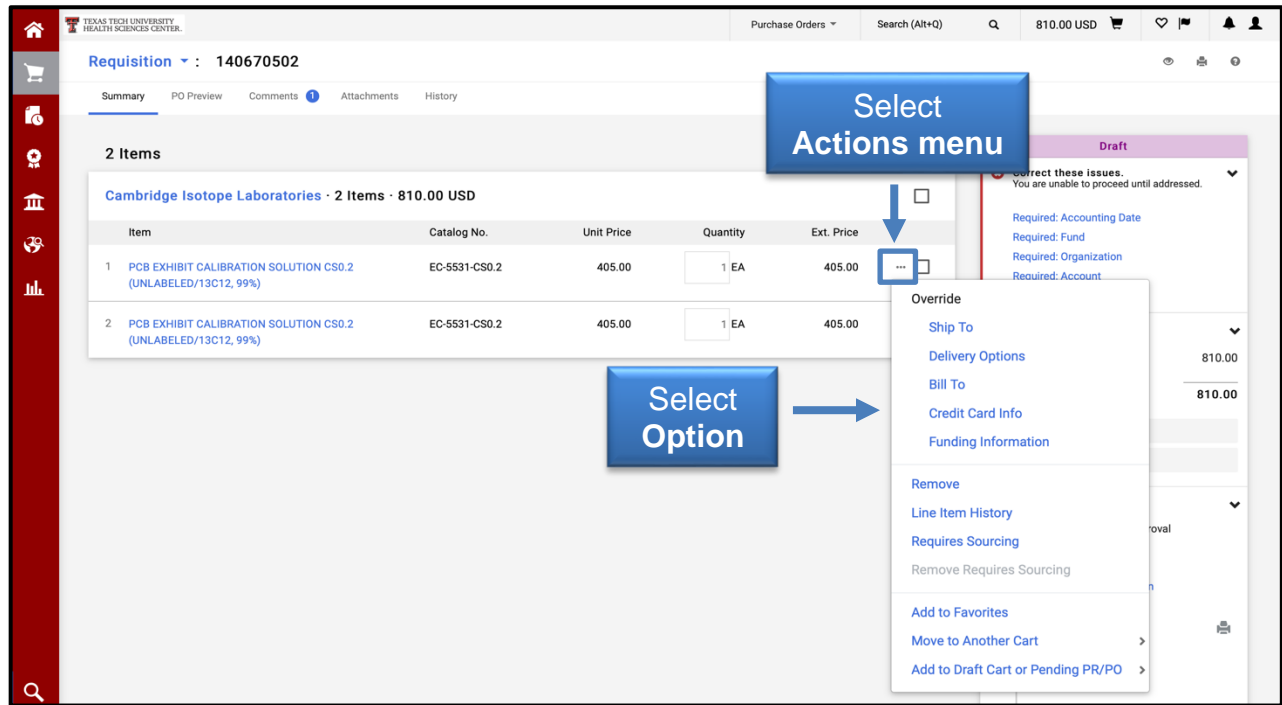 TEXAS TECH UNIVERSITY
HEALTH SCIENCES CENTER.
Purchase Orders
Search (Alt+Q)
810.00 USD
Requisition : 140670502
Summary PO Preview Comments 1 Attachments History
Select
Actions menu
2 Items
Draft
Correct these issues.
You are unable to proceed until addressed.
Cambridge Isotope Laboratories · 2 Items · 810.00 USD
Required: Accounting Date
Required: Fund
Required: Organization
Required: Account
Item Catalog No. Unit Price Quantity Ext. Price
1 PCB EXHIBIT CALIBRATION SOLUTION CS0.2 EC-5531-CS0.2 405.00 1 EA 405.00 ...
(UNLABELED/13C12, 99%)
2 PCB EXHIBIT CALIBRATION SOLUTION CS0.2 EC-5531-CS0.2 405.00 1 EA 405.00
(UNLABELED/13C12, 99%)
Select
Option
Override
Ship To
Delivery Options
Bill To
Credit Card Info
Funding Information
Remove
Line Item History
Requires Sourcing
Remove Requires Sourcing
Add to Favorites
Move to Another Cart
Add to Draft Cart or Pending PR/PO
810.00
810.00